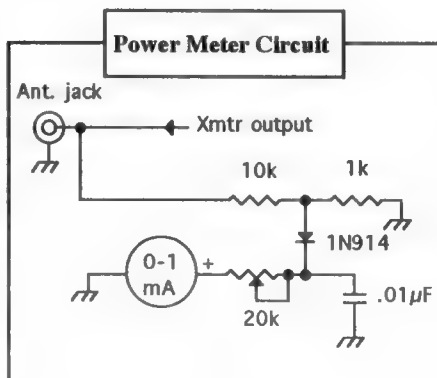 Power Meter Circuit
Ant. jack
Xmtr output
10k
1k
1N914
0-1
mA
+
20k
.01µF